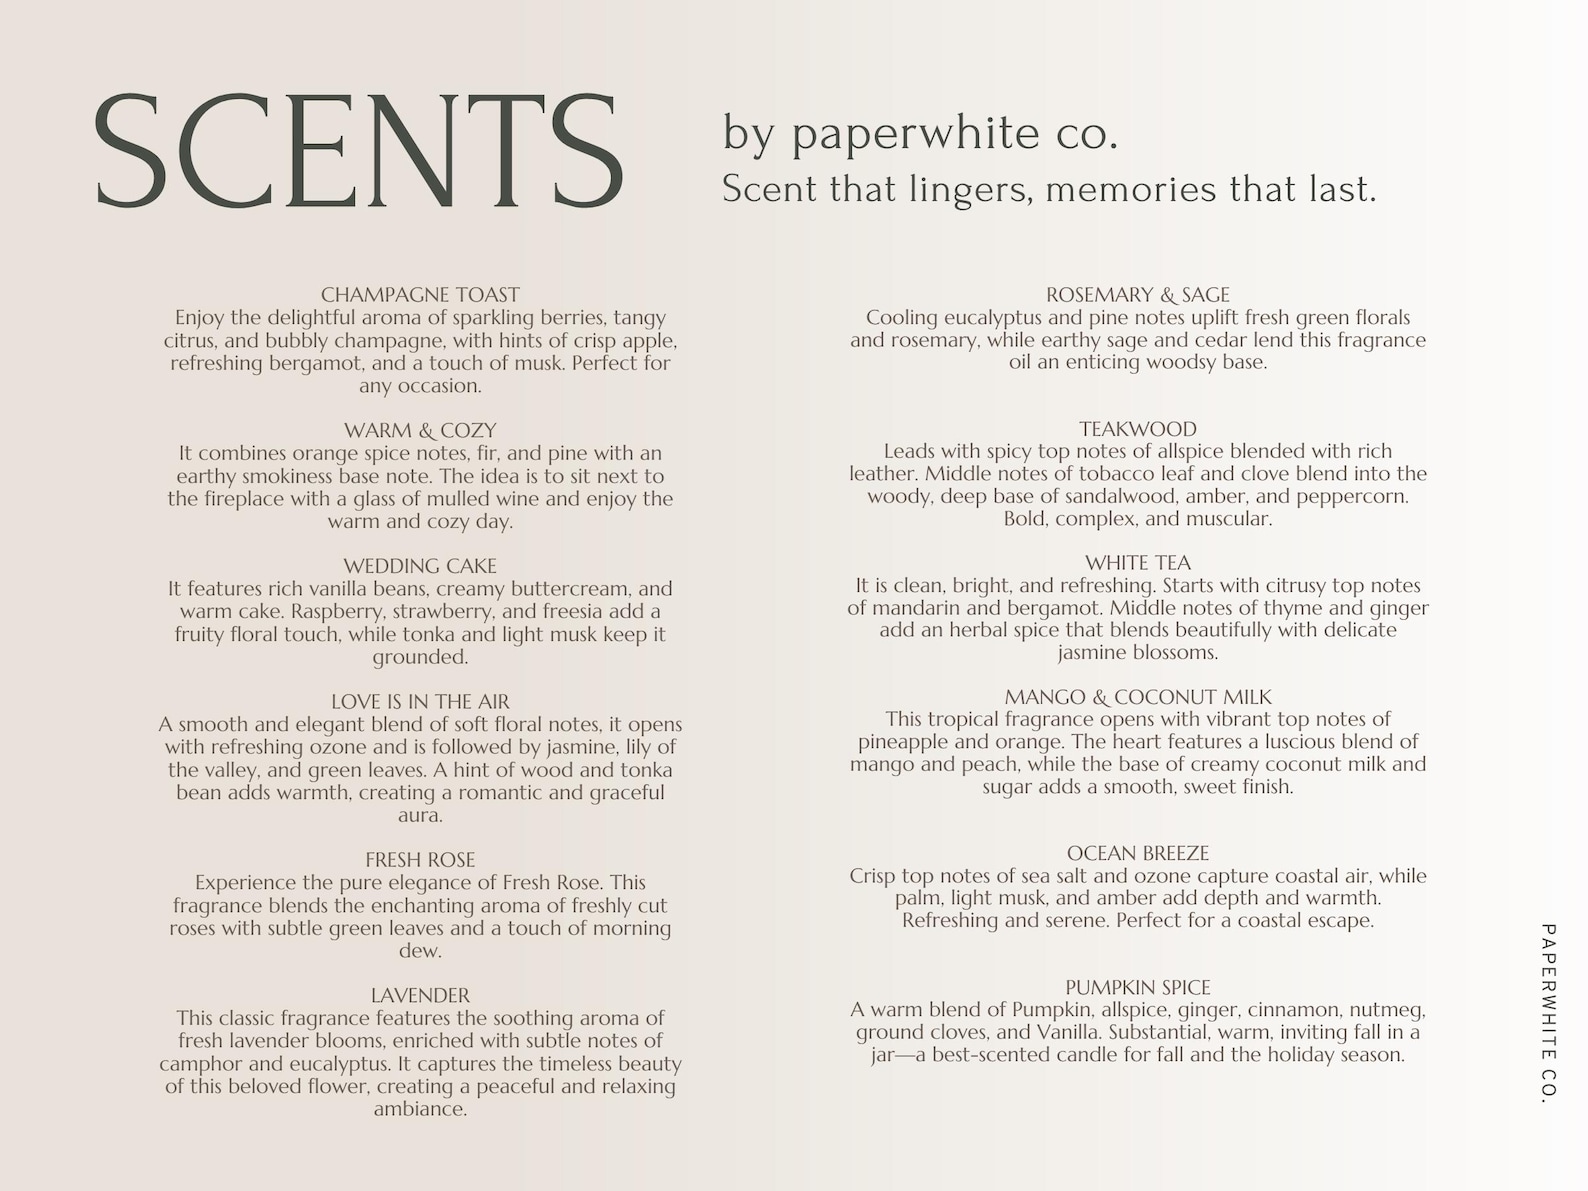 SCENTS
by paperwhite co.
Scent that lingers, memories that last.
CHAMPAGNE TOAST
Enjoy the delightful aroma of sparkling berries, tangy
citrus, and bubbly champagne, with hints of crisp apple,
refreshing bergamot, and a touch of musk. Perfect for
any occasion.
WARM & COZY
It combines orange spice notes, fir, and pine with an
earthy smokiness base note. The idea is to sit next to
the fireplace with a glass of mulled wine and enjoy the
warm and cozy day.
WEDDING CAKE
It features rich vanilla beans, creamy buttercream, and
warm cake. Raspberry, strawberry, and freesia add a
fruity floral touch, while tonka and light musk keep it
grounded.
LOVE IS IN THE AIR
A smooth and elegant blend of soft floral notes, it opens
with refreshing ozone and is followed by jasmine, lily of
the valley, and green leaves. A hint of wood and tonka
bean adds warmth, creating a romantic and graceful
aura.
FRESH ROSE
Experience the pure elegance of Fresh Rose. This
fragrance blends the enchanting aroma of freshly cut
roses with subtle green leaves and a touch of morning
dew.
LAVENDER
This classic fragrance features the soothing aroma of
fresh lavender blooms, enriched with subtle notes of
camphor and eucalyptus. It captures the timeless beauty
of this beloved flower, creating a peaceful and relaxing
ambiance.
ROSEMARY & SAGE
Cooling eucalyptus and pine notes uplift fresh green florals
and rosemary, while earthy sage and cedar lend this fragrance
oil an enticing woodsy base.
TEAKWOOD
Leads with spicy top notes of allspice blended with rich
leather. Middle notes of tobacco leaf and clove blend into the
woody, deep base of sandalwood, amber, and peppercorn.
Bold, complex, and muscular.
WHITE TEA
It is clean, bright, and refreshing. Starts with citrusy top notes
of mandarin and bergamot. Middle notes of thyme and ginger
add an herbal spice that blends beautifully with delicate
jasmine blossoms.
MANGO & COCONUT MILK
This tropical fragrance opens with vibrant top notes of
pineapple and orange. The heart features a luscious blend of
mango and peach, while the base of creamy coconut milk and
sugar adds a smooth, sweet finish.
OCEAN BREEZE
Crisp top notes of sea salt and ozone capture coastal air, while
palm, light musk, and amber add depth and warmth.
Refreshing and serene. Perfect for a coastal escape.
PUMPKIN SPICE
A warm blend of Pumpkin, allspice, ginger, cinnamon, nutmeg,
ground cloves, and Vanilla. Substantial, warm, inviting fall in a
jar—a best-scented candle for fall and the holiday season.
PAPERWHITE CO.